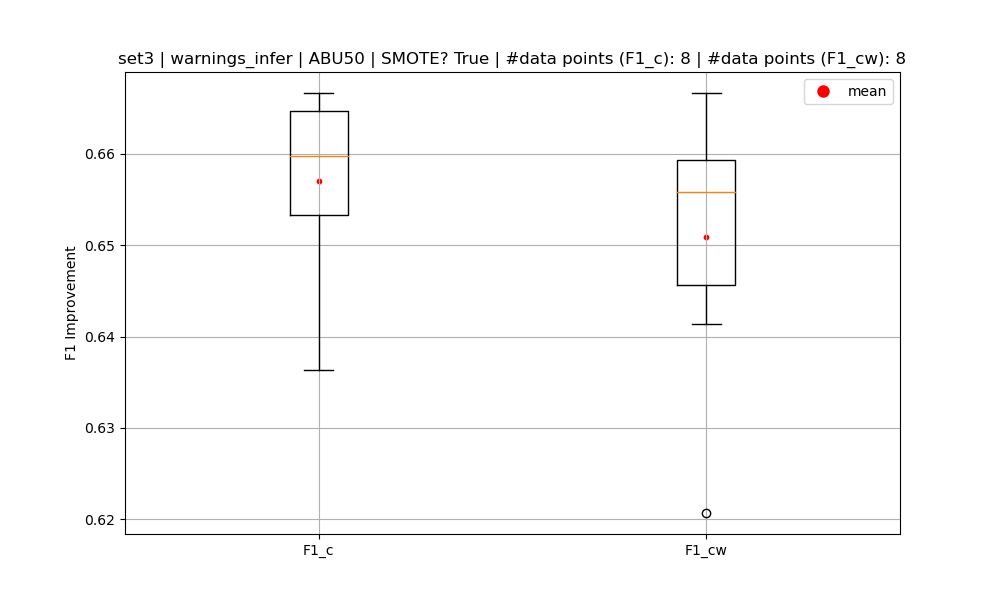 set3 | warnings_infer | ABU50 | SMOTE? True | #data points (F1_c): 8 | #data points (F1_cw): 8
mean
F1 Improvement
0.66
0.65
0.64
0.63
0.62
F1_c
F1_cw